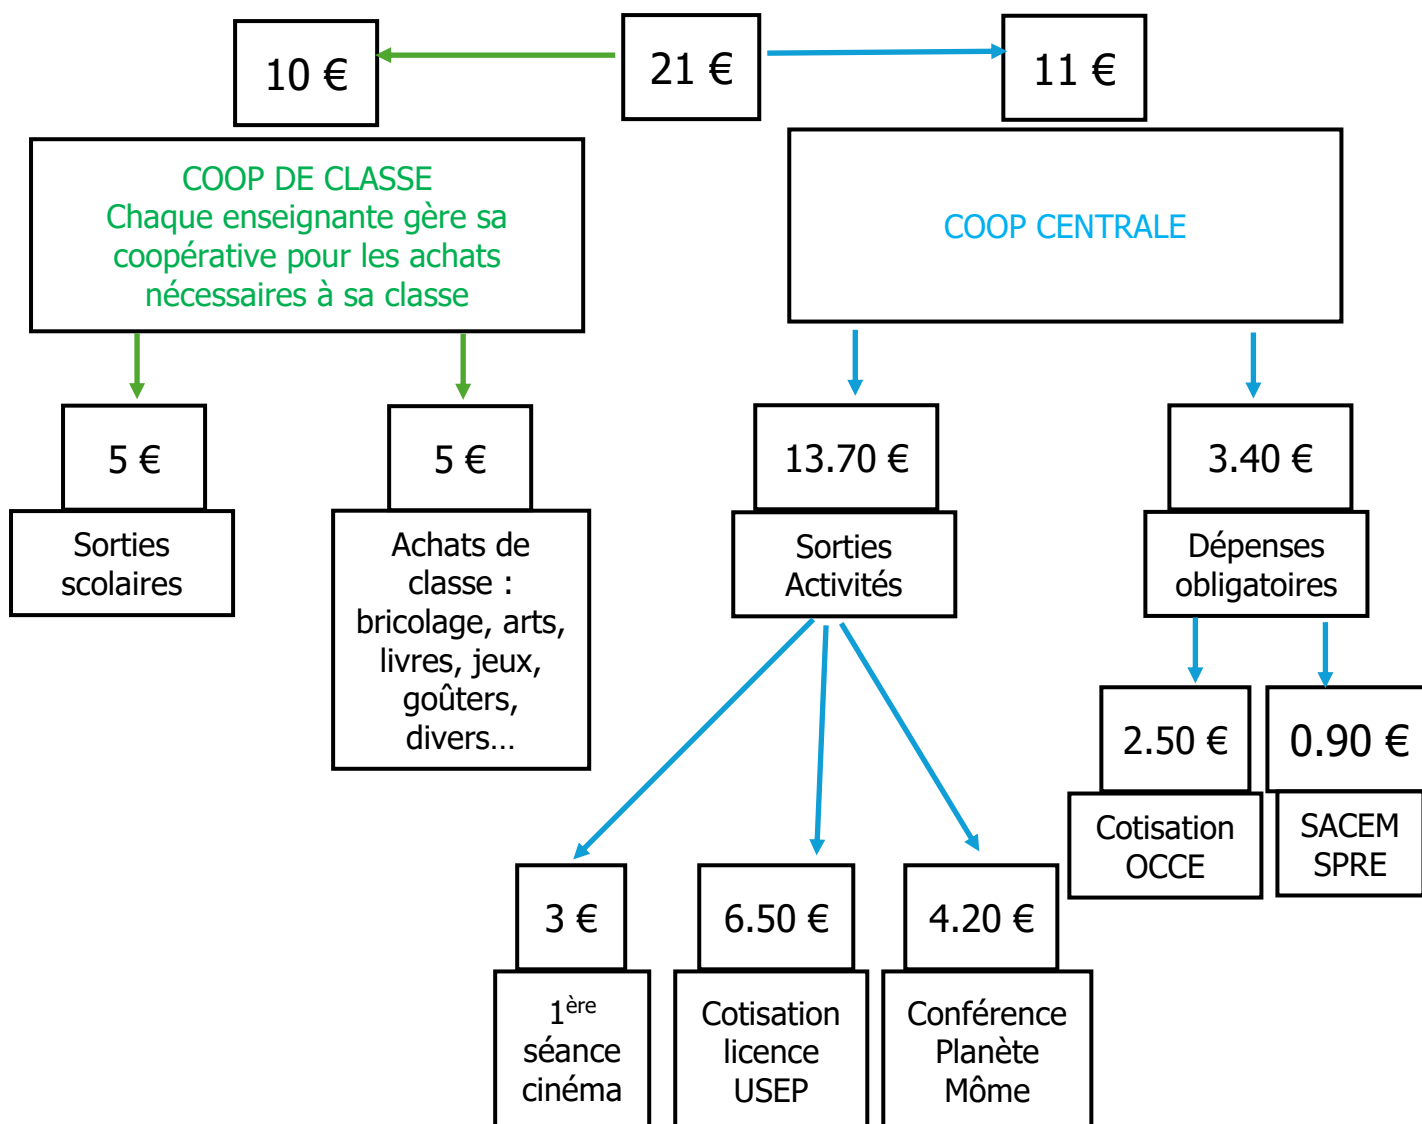 10 €
21 €
11 €
COOP DE CLASSE
Chaque enseignante gère sa
coopérative pour les achats
nécessaires à sa classe
COOP CENTRALE
5 €
Sorties
scolaires
5 €
Achats de
classe :
bricolage, arts,
livres, jeux,
goûters,
divers…
13.70 €
Sorties
Activités
3.40 €
Dépenses
obligatoires
2.50 €
Cotisation
OCCE
0.90 €
SACEM
SPRE
3 €
1ère
séance
cinéma
6.50 €
Cotisation
licence
USEP
4.20 €
Conférence
Planète
Môme